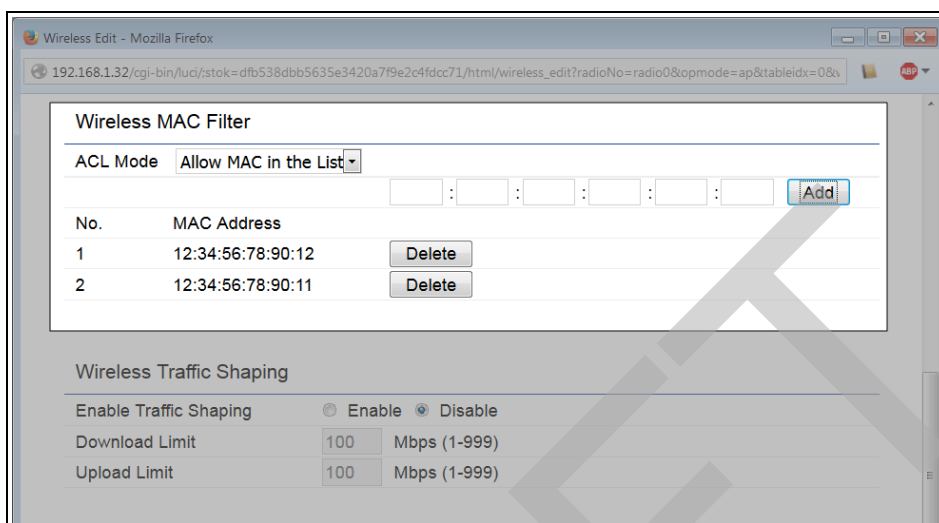 Wireless Edit - Mozilla Firefox
192.168.1.32/cgi-bin/luci/;stok=dfb538dbb5635e3420a7f9e2c4fdcc71/html/wireless_edit?radioNo=radio0&opmode=ap&tableidx=0&
ABP
Wireless MAC Filter
ACL Mode Allow MAC in the List
: : : : : Add
No. MAC Address
1 12:34:56:78:90:12 Delete
2 12:34:56:78:90:11 Delete
Wireless Traffic Shaping
Enable Traffic Shaping Enable Disable
Download Limit 100 Mbps (1-999)
Upload Limit 100 Mbps (1-999)